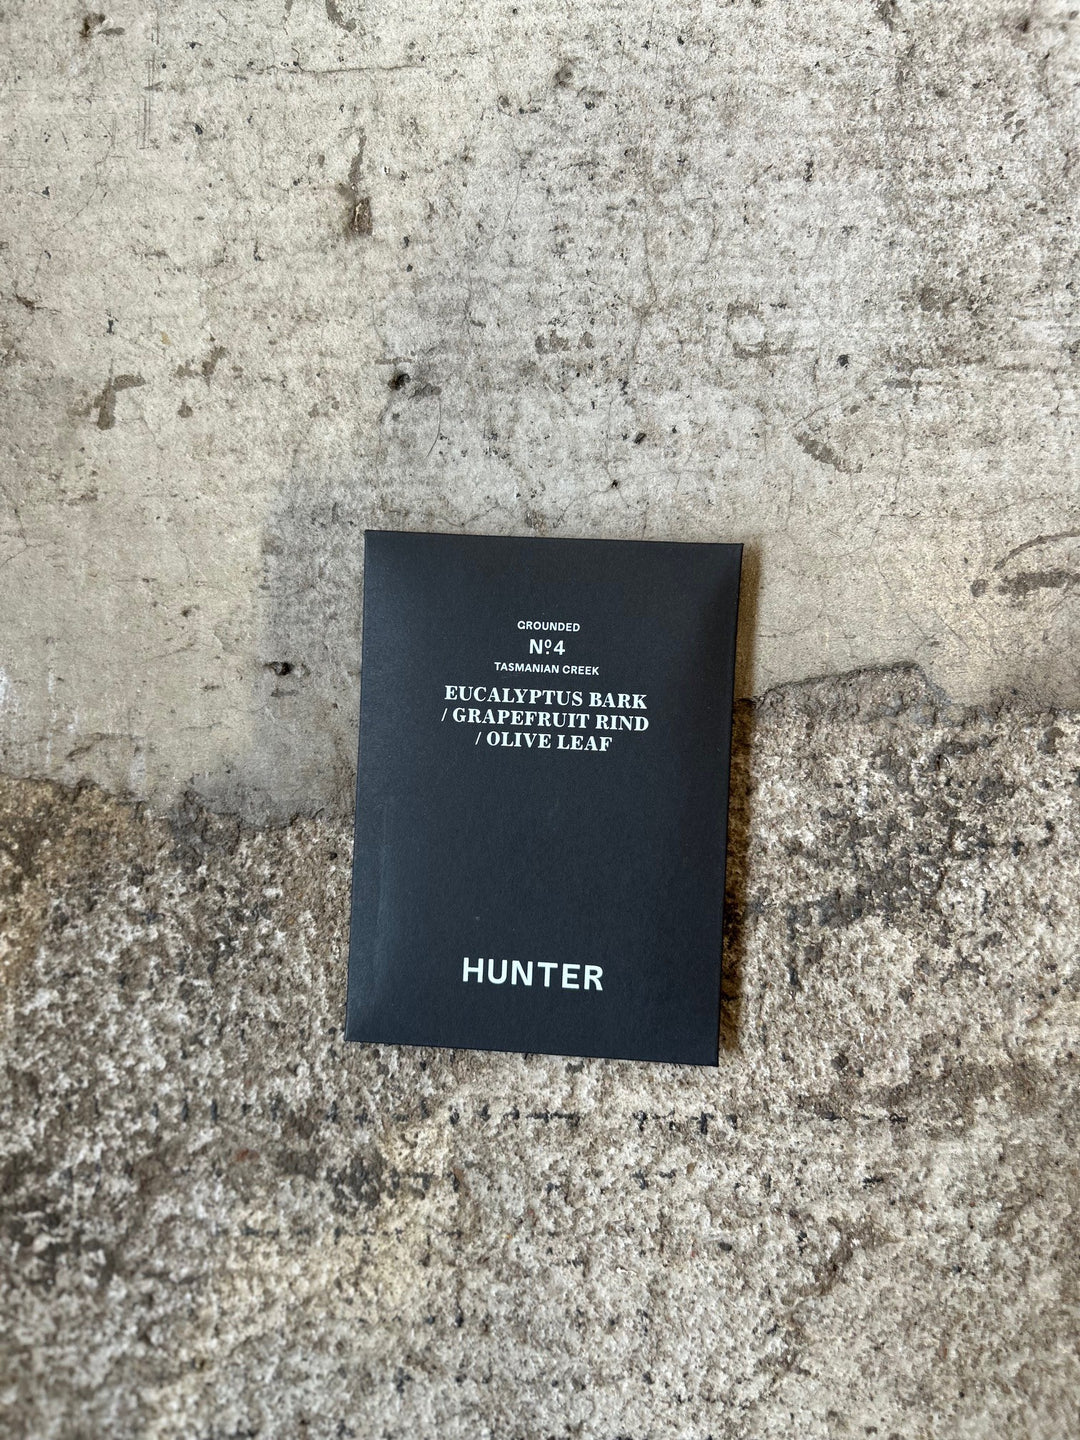 GROUNDED
Nº4
TASMANIAN CREEK
EUCALYPTUS BARK
/ GRAPEFRUIT RIND
/ OLIVE LEAF
HUNTER